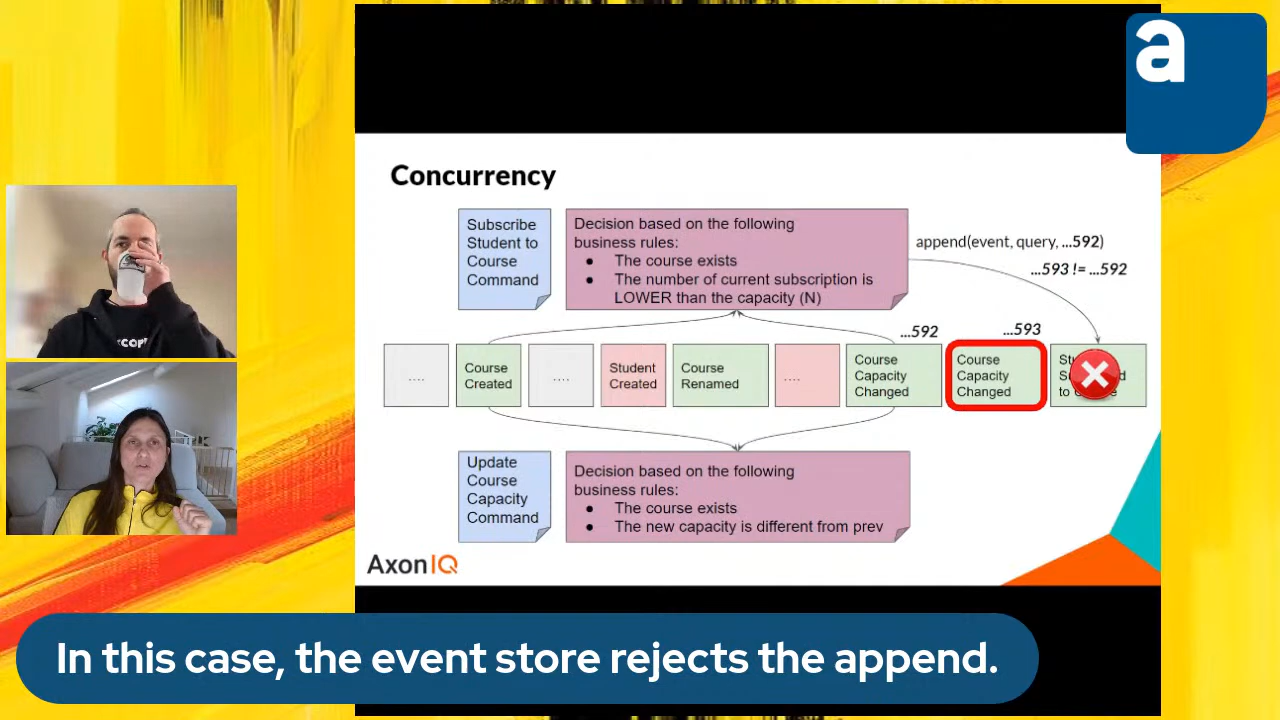 a
Concurrency
Subscribe
Student to
Course
Command
Decision based on the following
business rules:
● The course exists
● The number of current subscription is
LOWER than the capacity (N)
append(event, query, ...592)
...593 != ...592
...592
...593
....
Course
Created
....
Student
Created
Course
Renamed
....
Course
Capacity
Changed
Course
Capacity
Changed
to
Update
Course
Capacity
Command
Decision based on the following
business rules:
● The course exists
● The new capacity is different from prev
AxonIQ
In this case, the event store rejects the append.